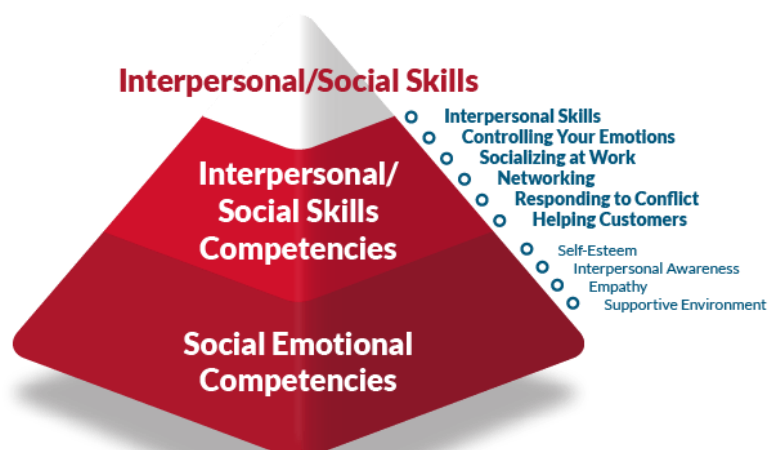 Interpersonal/Social Skills
Interpersonal/
Social Skills
Competencies
Social Emotional
Competencies
Interpersonal Skills
Controlling Your Emotions
Socializing at Work
Networking
Responding to Conflict
Helping Customers
Self-Esteem
Interpersonal Awareness
Empathy
Supportive Environment